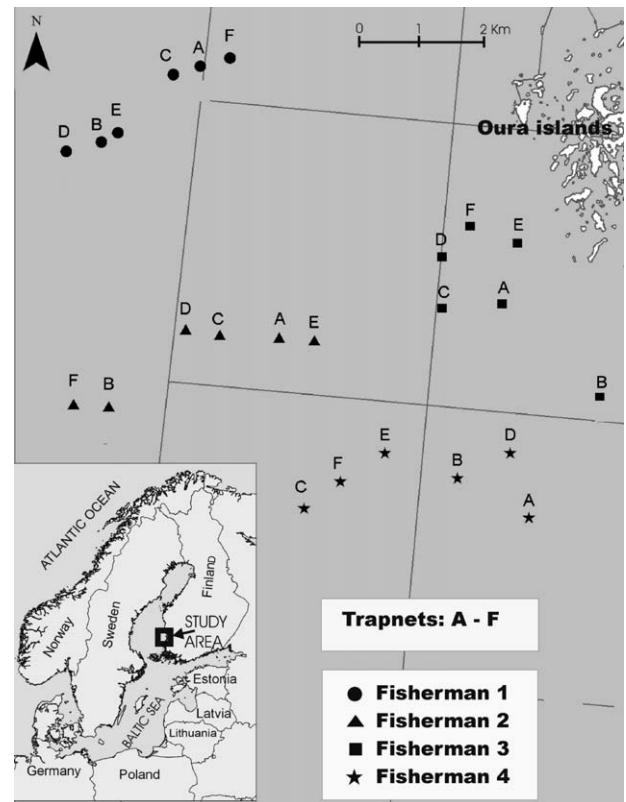 N
0 1 2 Km
Oura islands
C A F
D B E
F
D E
C A
B
D C A E
F B
E B D
C F A
ATLANTIC OCEAN
Norway
Sweden
Finland
STUDY
AREA
BALTIC SEA
Estonia
Latvia
Lithuania
Germany
Poland
Trapnets: A - F
Fisherman 1
Fisherman 2
Fisherman 3
Fisherman 4